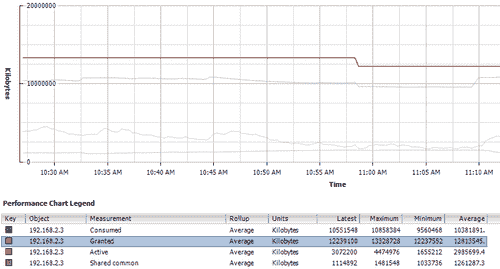 20000000
Kilobytes
10000000
0
10:30 AM 10:35 AM 10:40 AM 10:45 AM 10:50 AM 10:55 AM 11:00 AM 11:05 AM 11:10 AM
Time
Performance Chart Legend
Key Object Measurement Rollup Units Latest Maximum Minimum Average
192.168.2.3 Consumed Average Kilobytes 10551548 10858384 9560468 10381891.
192.168.2.3 Granted Average Kilobytes 12239150 13528728 12237552 12813545.
192.168.2.3 Active Average Kilobytes 3072200 4474976 1655212 2985699.4
192.168.2.3 Shared common Average Kilobytes 1114892 1481548 1033736 1261287.3